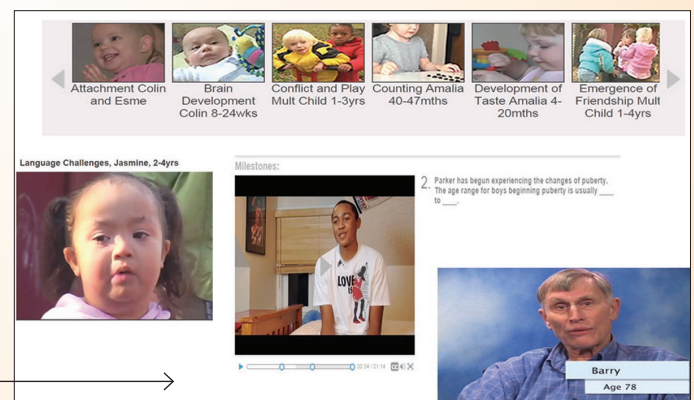 Attachment Colin
and Esme
Brain
Development
Colin 8-24wks
Conflict and Play
Mult Child 1-3yrs
Counting Amalia
40-47mths
Development of
Taste Amalia 4-
20mths
Emergence of
Friendship Mult
Child 1-4yrs
Language Challenges, Jasmine, 2-4yrs
Milestones:
LOVE
IS
2. Parker has begun experiencing the changes of puberty.
The age range for boys beginning puberty is usually ____
to ____.
Barry
Age 78